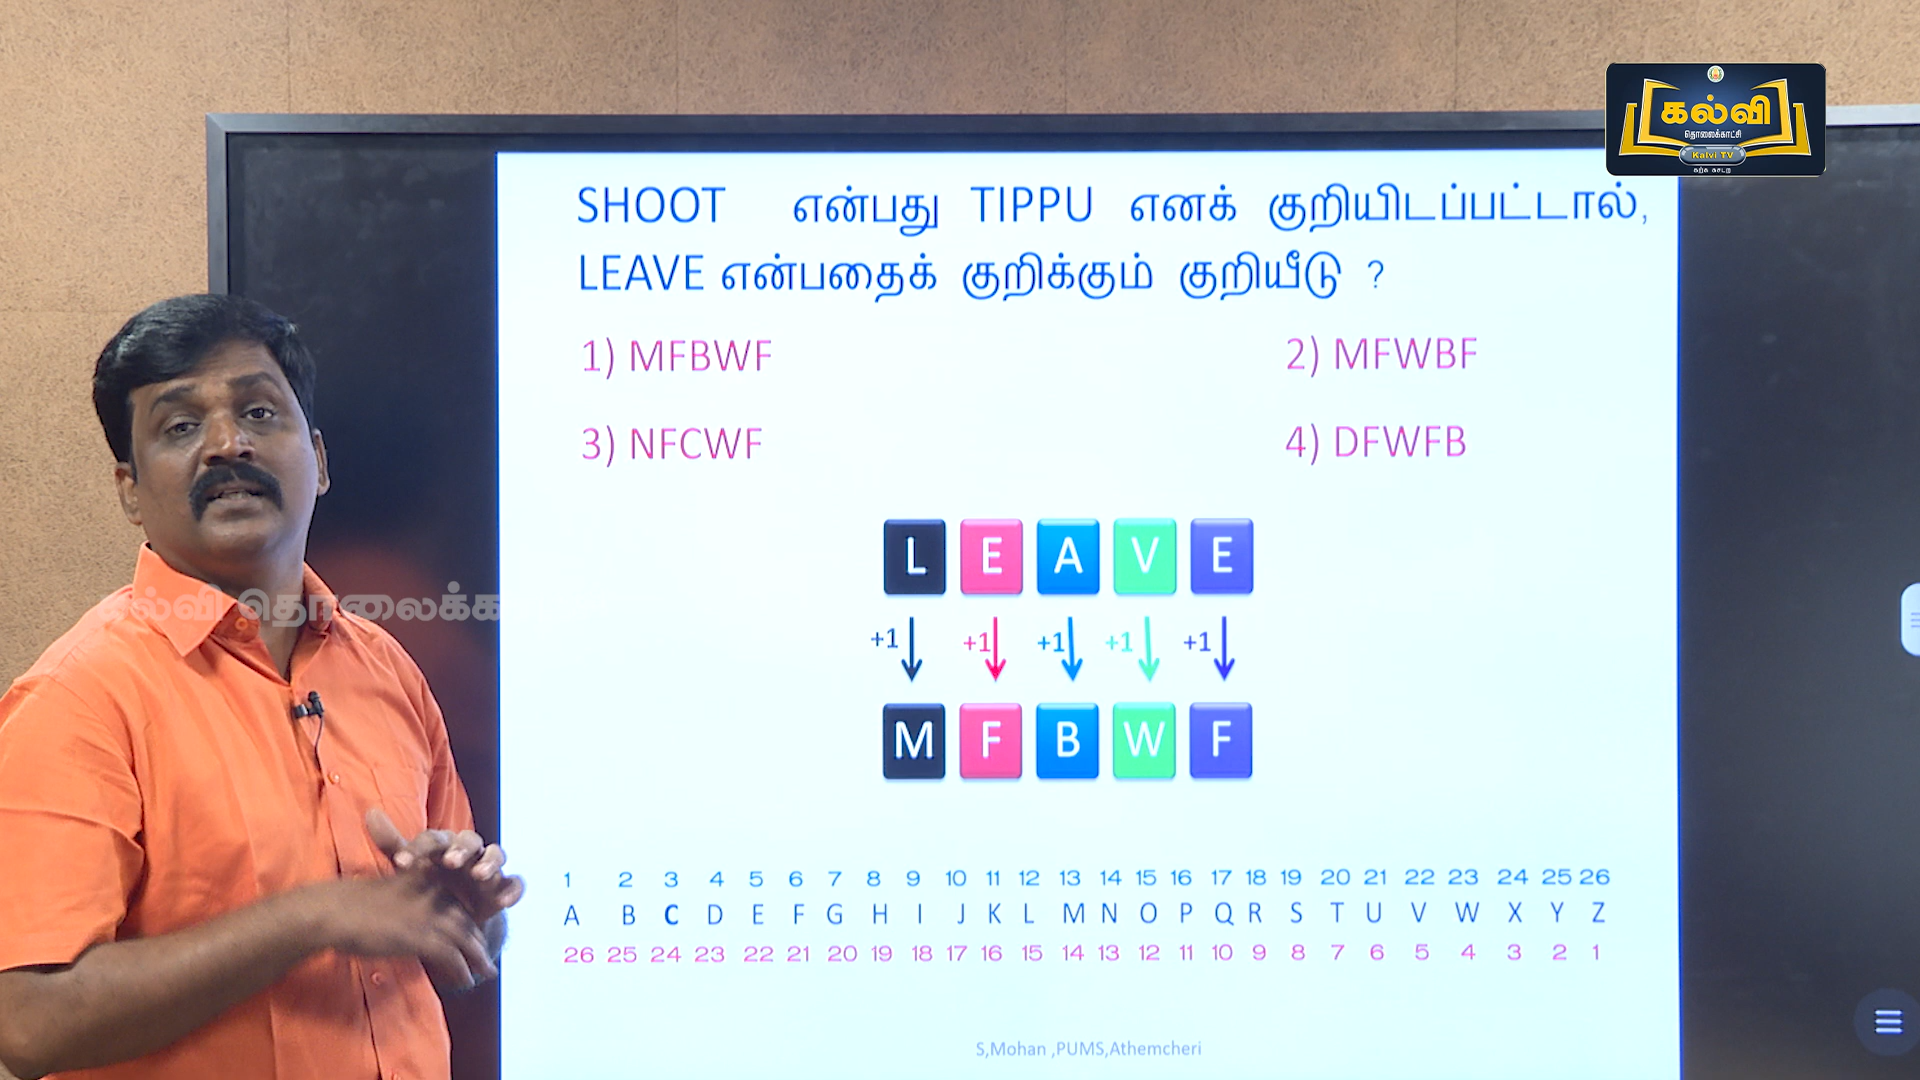 கல்வி
தொலைக்காட்சி
Kalvi TV
கற்க கசடற
SHOOT என்பது TIPPU எனக் குறியிடப்பட்டால்,
LEAVE என்பதைக் குறிக்கும் குறியீடு ?
1) MFBWF 2) MFWBF
3) NFCWF 4) DFWFB
L E A V E
+1 +1 +1 +1 +1
M F B W F
கல்வி தொலைக்கா
1 2 3 4 5 6 7 8 9 10 11 12 13 14 15 16 17 18 19 20 21 22 23 24 25 26
A B C D E F G H I J K L M N O P Q R S T U V W X Y Z
26 25 24 23 22 21 20 19 18 17 16 15 14 13 12 11 10 9 8 7 6 5 4 3 2 1
S,Mohan ,PUMS,Athemcheri